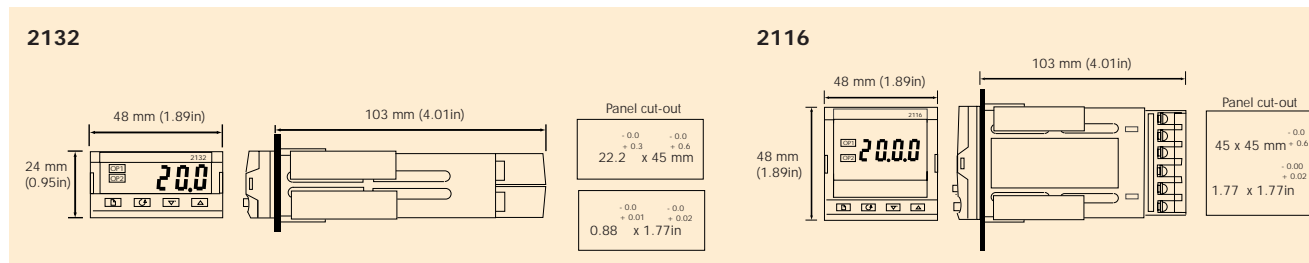 2132
48 mm (1.89in)
103 mm (4.01in)
24 mm
(0.95in)
2132
OP1
OP2
20.0
Panel cut-out
- 0.0 - 0.0
+ 0.3 + 0.6
22.2 x 45 mm
- 0.0 - 0.0
+ 0.01 + 0.02
0.88 x 1.77in
2116
48 mm (1.89in)
103 mm (4.01in)
48 mm
(1.89in)
2116
OP1
OP2
20.0.0
Panel cut-out
- 0.0
45 x 45 mm + 0.6
- 0.00
+ 0.02
1.77 x 1.77in